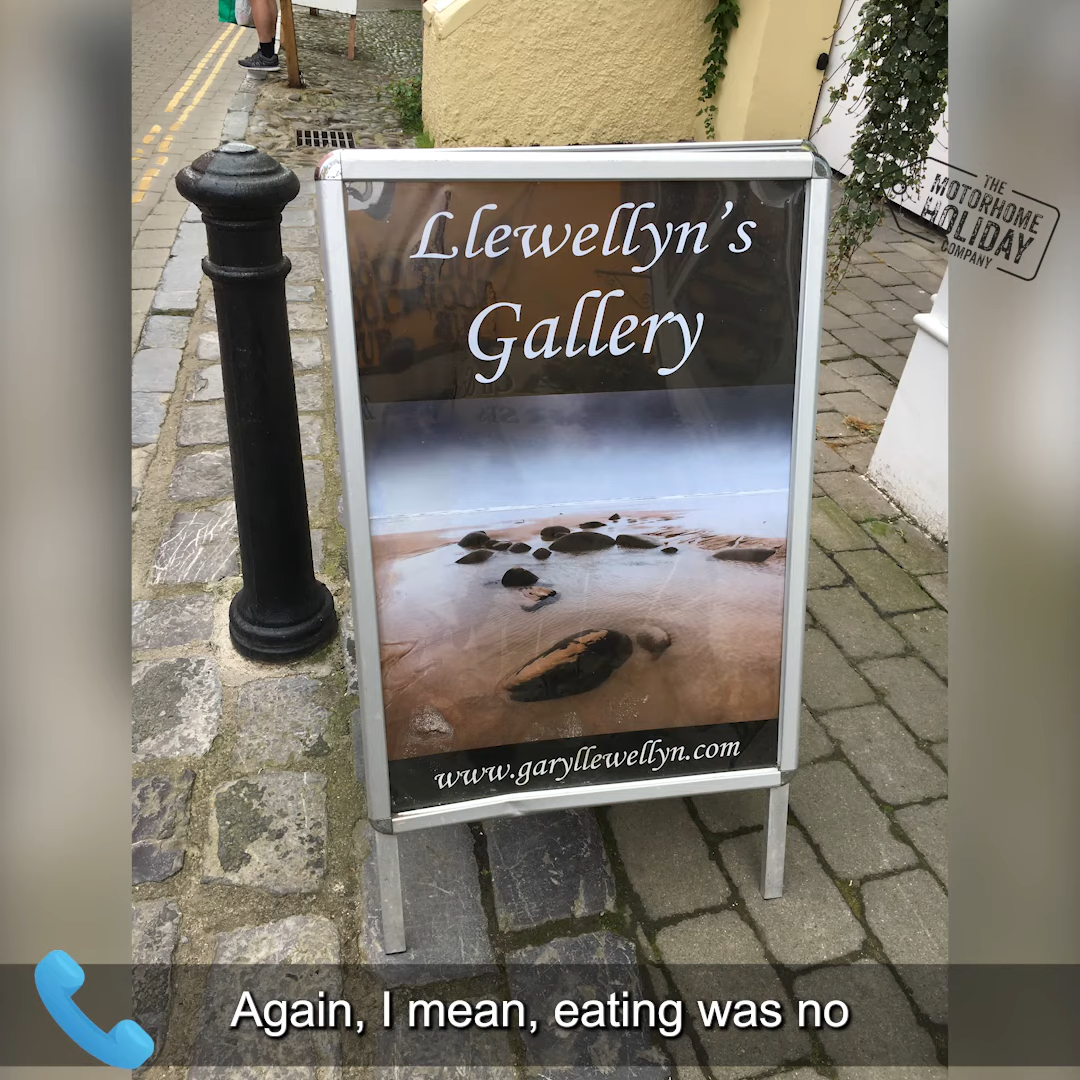 Llewellyn's
Gallery
www.garyllewellyn.com
THE
MOTORHOME
HOLIDAY
COMPANY
Again, I mean, eating was no